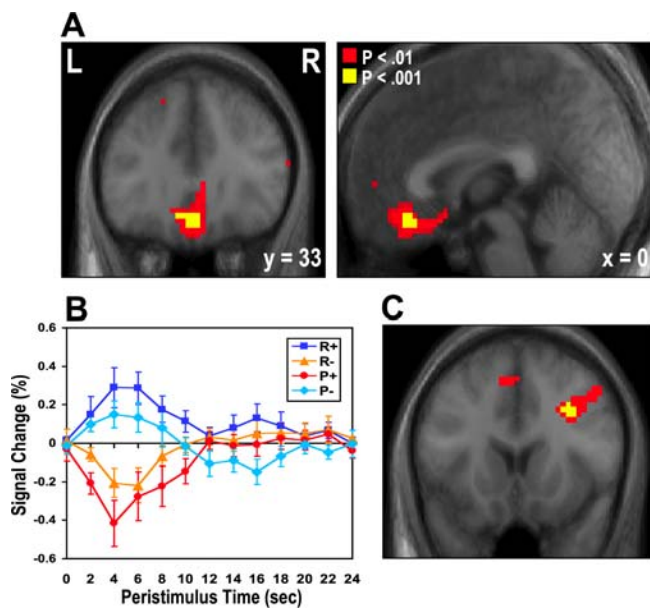 A
L
R
P < .01
P < .001
y = 33
x = 0
B
C
0.6
0.4
0.2
0
-0.2
-0.4
-0.6
R+
R-
P+
P-
Signal Change (%)
0 2 4 6 8 10 12 14 16 18 20 22 24
Peristimulus Time (sec)